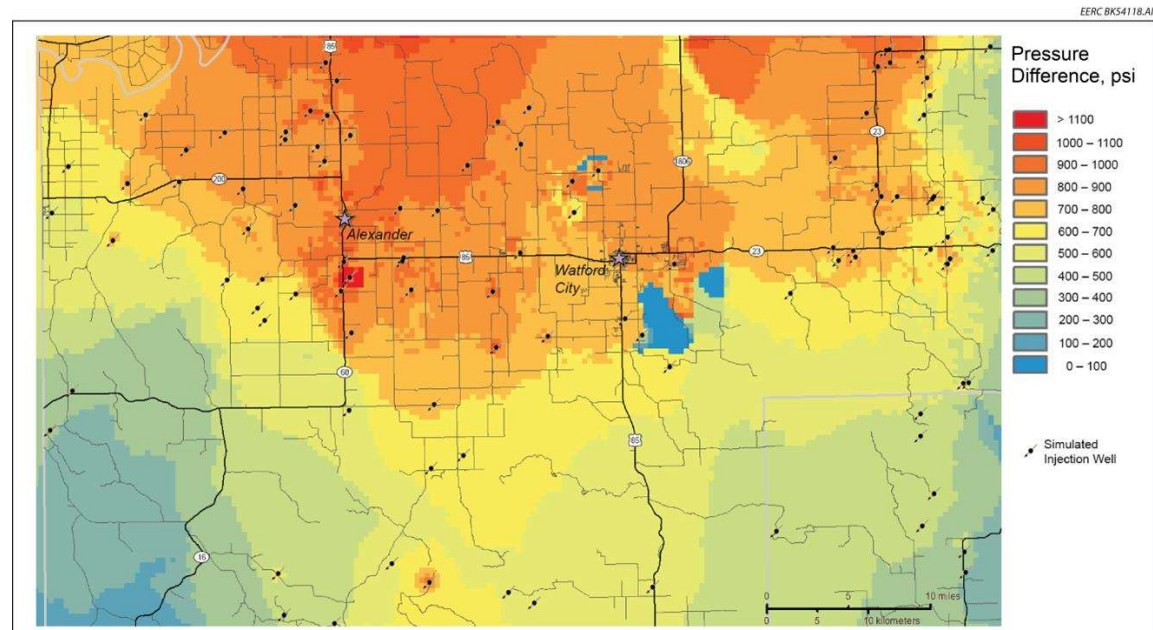 EERC BK54118.AI
Pressure
Difference, psi
> 1100
1000 – 1100
900 – 1000
800 – 900
700 – 800
600 – 700
500 – 600
400 – 500
300 – 400
200 – 300
100 – 200
0 – 100
Simulated
Injection Well
85
23
1806
200
Alexander
85
Watford
City
23
68
85
16
0 5 10 miles
0 5 10 kilometers